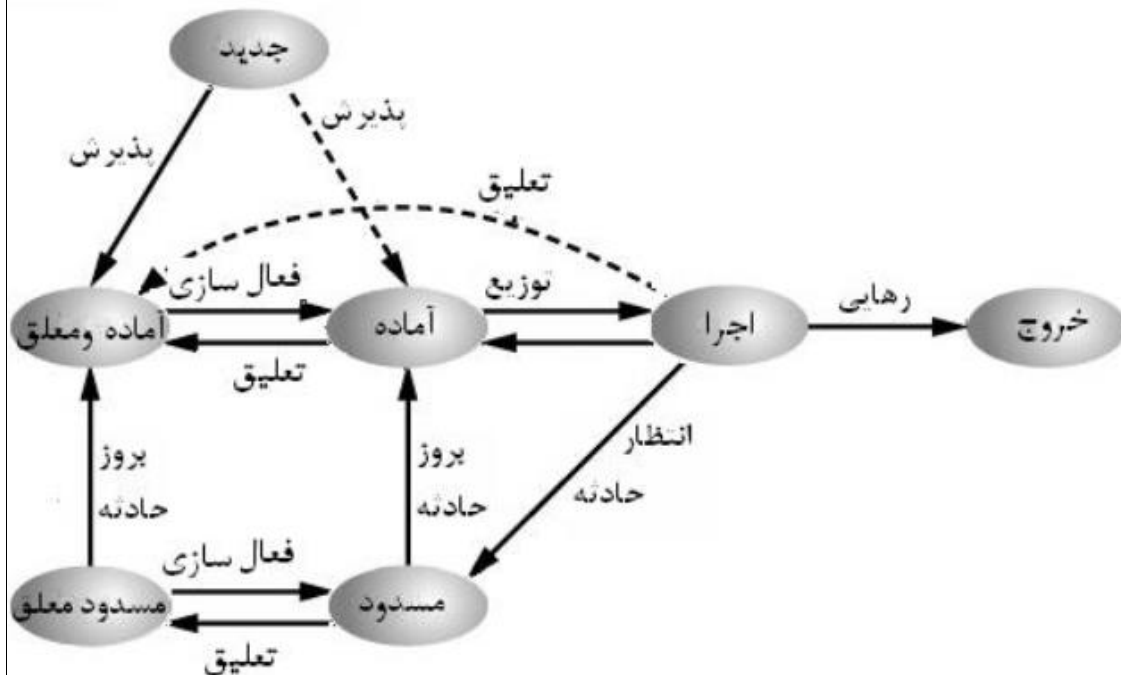 جدید
پذیرش
پذیرش
تعلیق
فعال سازی
توزیع
رهایی
آماده ومعلق
آماده
اجرا
خروج
تعلیق
بروز
حادثه
بروز
حادثه
انتظار
حادثه
فعال سازی
مسدود معلق
مسدود
تعلیق